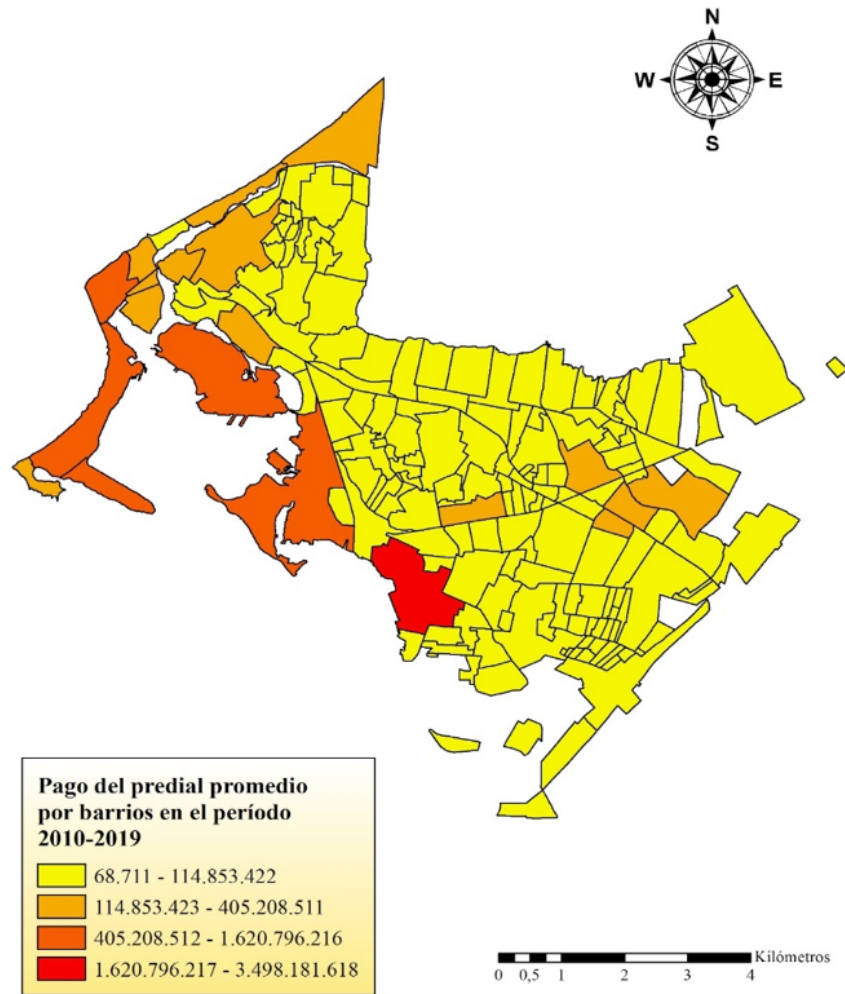 N
W E
S
Pago del predial promedio
por barrios en el período
2010-2019
68.711 - 114.853.422
114.853.423 - 405.208.511
405.208.512 - 1.620.796.216
1.620.796.217 - 3.498.181.618
Kilómetros
0 0,5 1 2 3 4